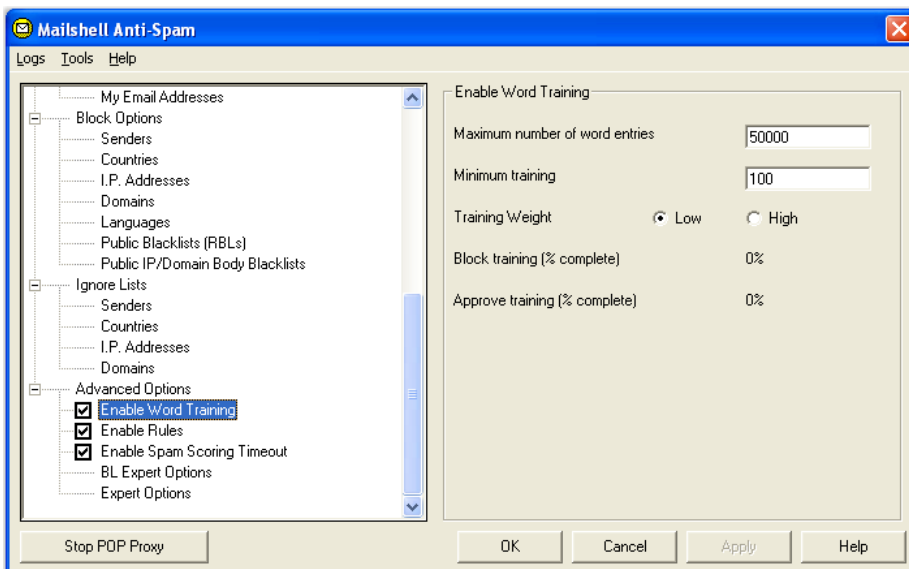 Mailshell Anti-Spam
Logs Tools Help
My Email Addresses
Block Options
Senders
Countries
I.P. Addresses
Domains
Languages
Public Blacklists (RBLs)
Public IP/Domain Body Blacklists
Ignore Lists
Senders
Countries
I.P. Addresses
Domains
Advanced Options
Enable Word Training
Enable Rules
Enable Spam Scoring Timeout
BL Expert Options
Expert Options
Enable Word Training
Maximum number of word entries 50000
Minimum training 100
Training Weight Low High
Block training (% complete) 0%
Approve training (% complete) 0%
Stop POP Proxy OK Cancel Apply Help